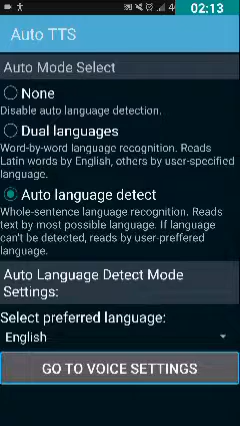 02:13
Auto TTS
Auto Mode Select
None
Disable auto language detection.
Dual languages
Word-by-word language recognition. Reads
Latin words by English, others by user-specified
language.
Auto language detect
Whole-sentence language recognition. Reads
text by most possible language. If language
can't be detected, reads by user-preffered
language.
Auto Language Detect Mode
Settings:
Select preferred language:
English
GO TO VOICE SETTINGS